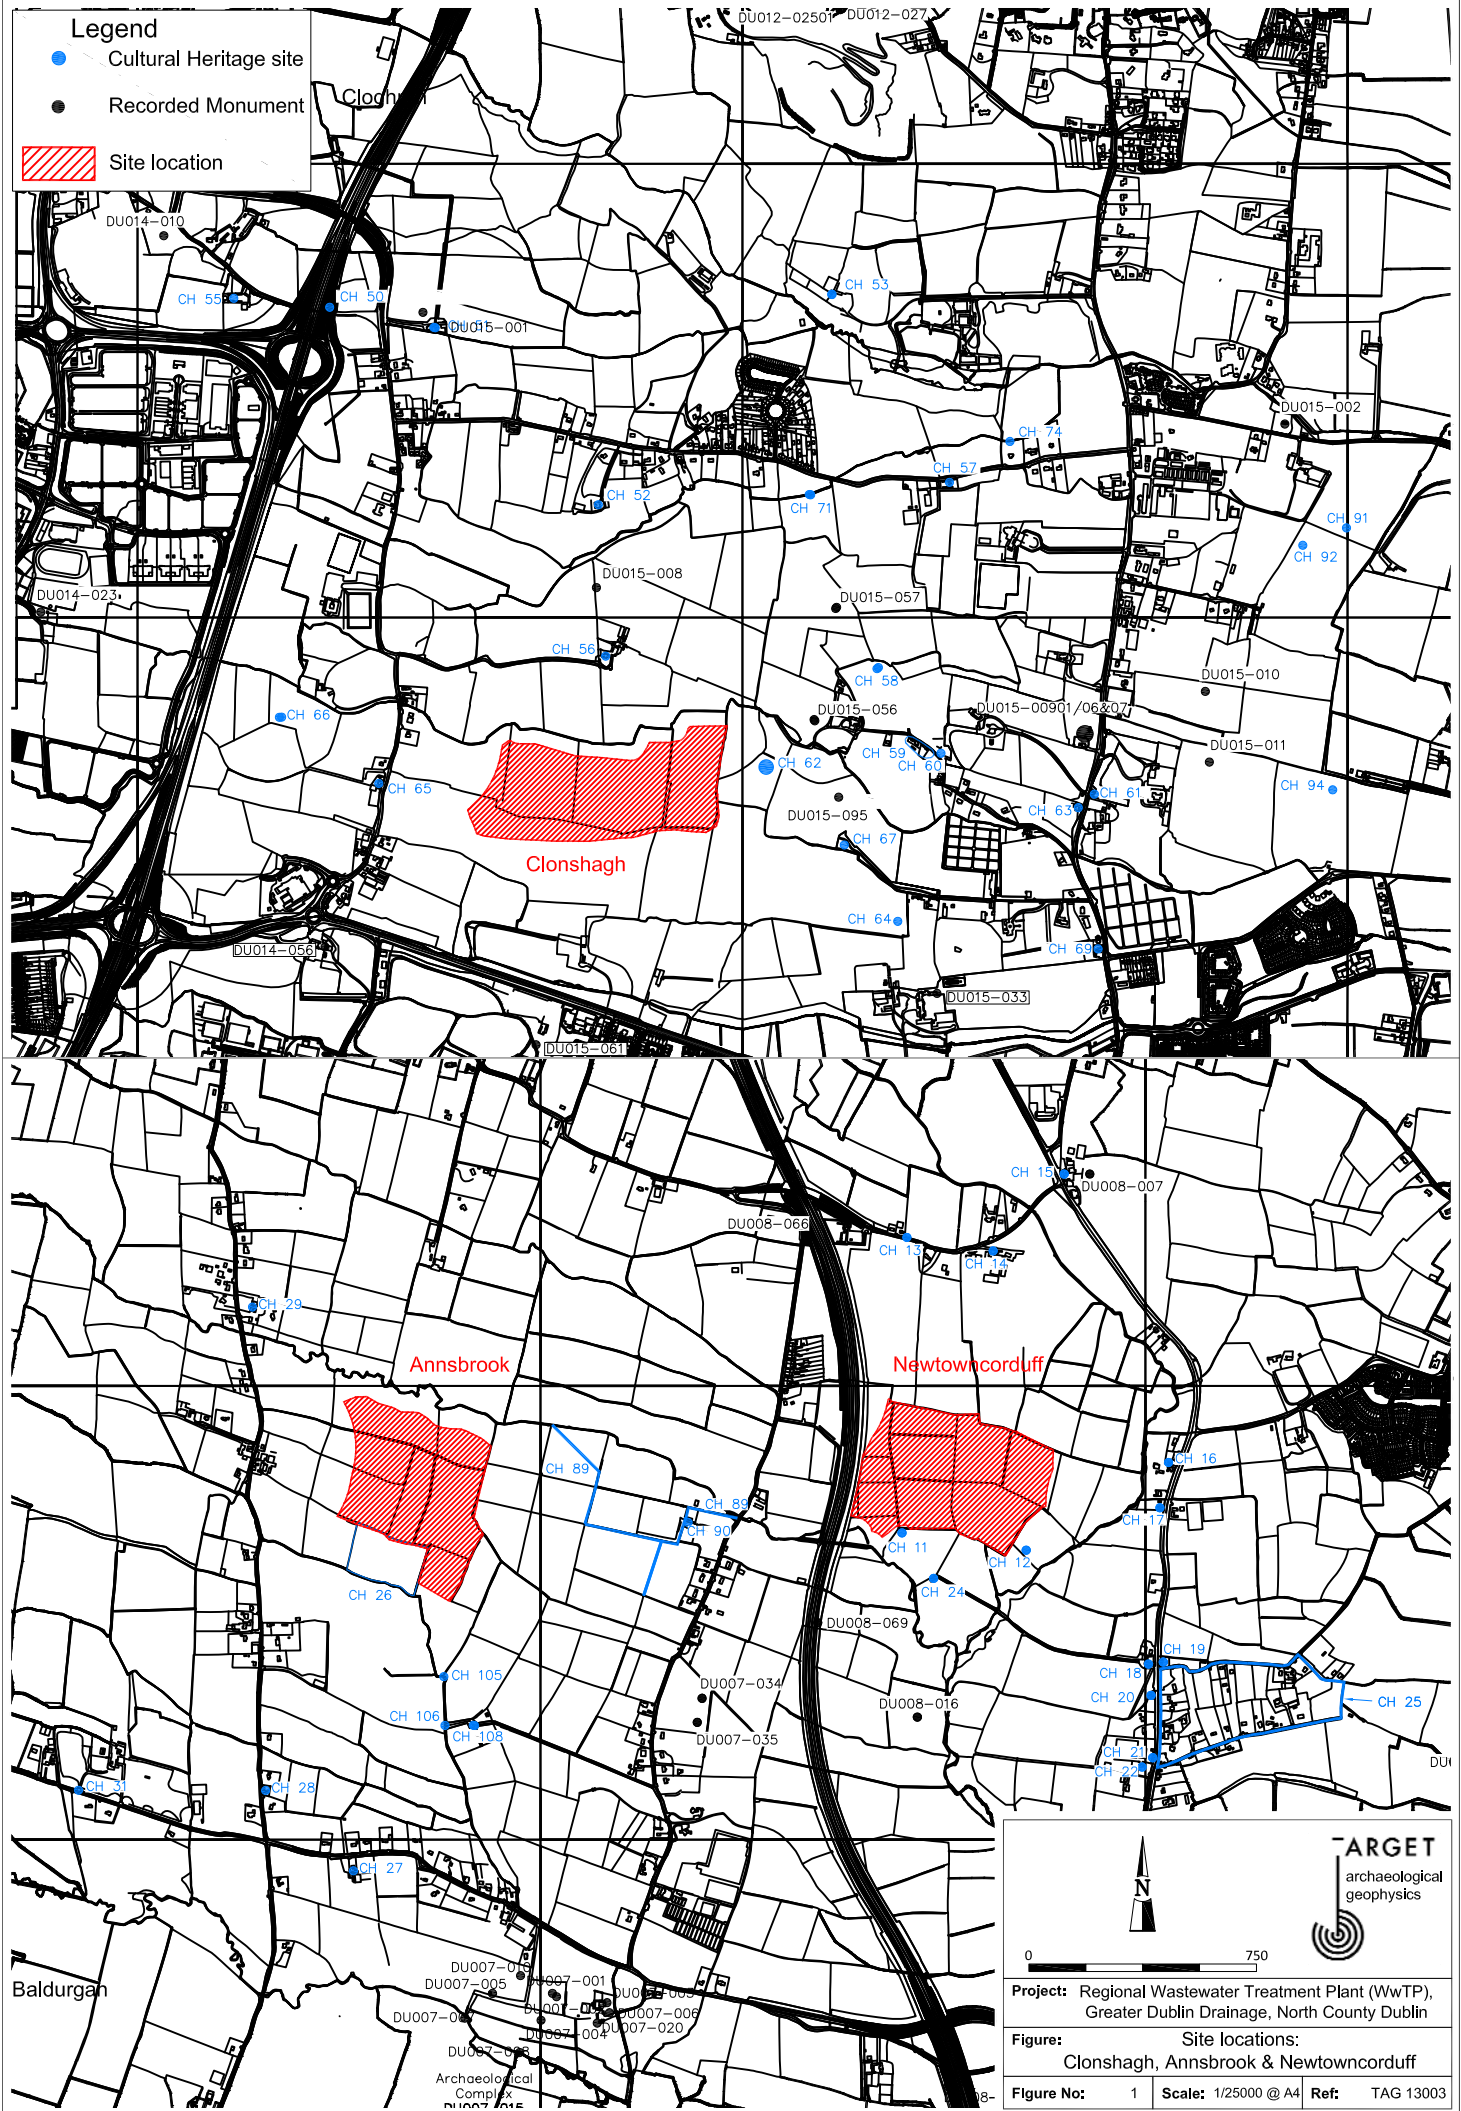 Legend
Cultural Heritage site
Recorded Monument
Site location
DU012-02501
DU012-027
DU014-010
CH 55
CH 50
DU015-001
CH 53
DU015-002
CH 74
CH 57
CH 52
CH 71
CH 91
CH 92
DU015-008
DU014-023
DU015-057
CH 56
CH 58
DU015-010
CH 66
DU015-056
DU015-00901/06&07
DU015-011
CH 59
CH 60
CH 62
CH 65
CH 94
CH 61
CH 63
DU015-095
CH 67
Clonshagh
CH 64
DU014-056
CH 69
DU015-033
DU015-061
CH 15
DU008-007
DU008-066
CH 13
CH 14
CH 29
Annsbrook
Newtowncorduff
CH 89
CH 16
CH 89
CH 90
CH 17
CH 11
CH 12
CH 24
CH 26
DU008-069
CH 19
CH 18
CH 105
DU007-034
CH 20
CH 25
DU008-016
CH 106
CH 108
DU007-035
CH 21
CH 22
CH 31
CH 28
CH 27
DU007-010
DU007-005
DU007-001
DU007-006
DU007-004
DU007-020
Baldurgan
Archaeological
Complex
DU007-015
N
TARGET
archaeological
geophysics
0
750
Project: Regional Wastewater Treatment Plant (WwTP),
Greater Dublin Drainage, North County Dublin
Figure: Site locations:
Clonshagh, Annsbrook & Newtowncorduff
Figure No: 1
Scale: 1/25000 @ A4
Ref: TAG 13003